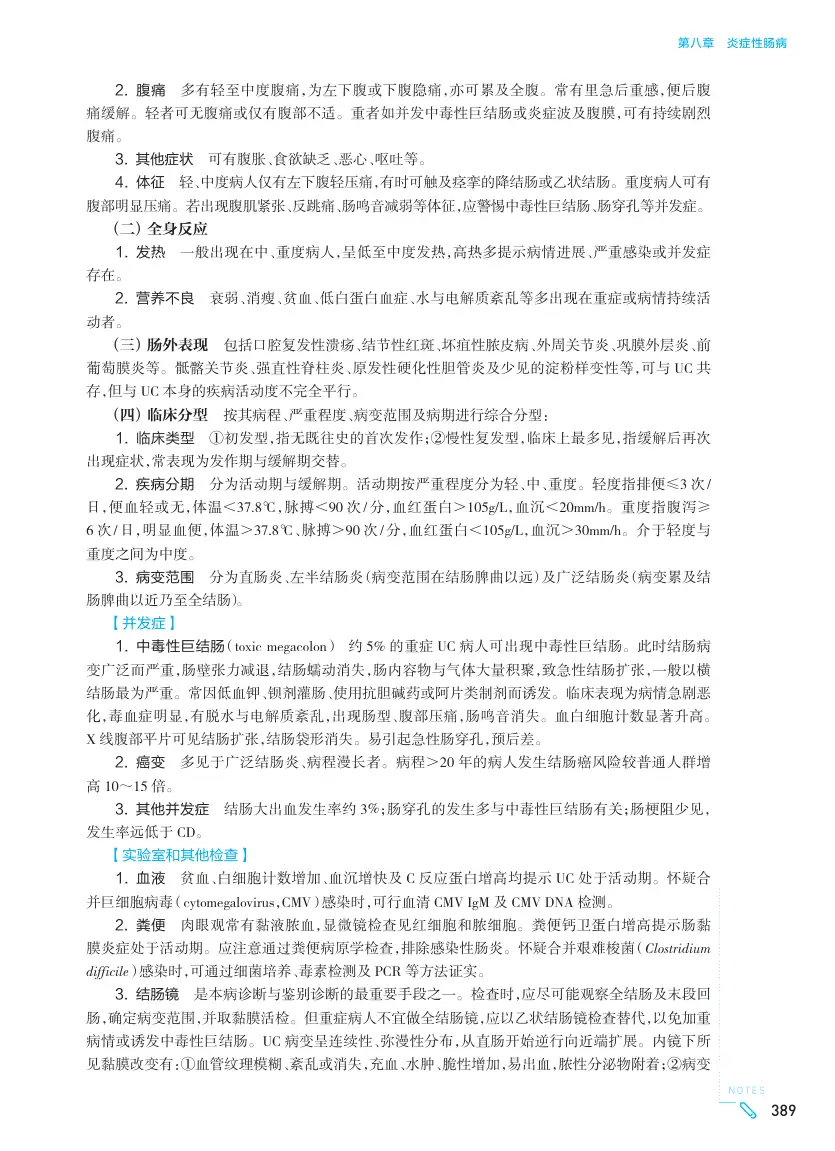 第八章 炎症性肠病
2. 腹痛 多有轻至中度腹痛,为左下腹或下腹隐痛,亦可累及全腹。常有里急后重感,便后腹
痛缓解。轻者可无腹痛或仅有腹部不适。重者如并发中毒性巨结肠或炎症波及腹膜,可有持续剧烈
腹痛。
3. 其他症状 可有腹胀、食欲缺乏、恶心、呕吐等。
4. 体征 轻、中度病人仅有左下腹轻压痛,有时可触及痉挛的降结肠或乙状结肠。重度病人可有
腹部明显压痛。若出现腹肌紧张、反跳痛、肠鸣音减弱等体征,应警惕中毒性巨结肠、肠穿孔等并发症。
(二)全身反应
1. 发热 一般出现在中、重度病人,呈低至中度发热,高热多提示病情进展、严重感染或并发症
存在。
2. 营养不良 衰弱、消瘦、贫血、低白蛋白血症、水与电解质紊乱等多出现在重症或病情持续活
动者。
(三)肠外表现 包括口腔复发性溃疡、结节性红斑、坏疽性脓皮病、外周关节炎、巩膜外层炎、前
葡萄膜炎等。骶髂关节炎、强直性脊柱炎、原发性硬化性胆管炎及少见的淀粉样变性等,可与 UC 共
存,但与 UC 本身的疾病活动度不完全平行。
(四)临床分型 按其病程、严重程度、病变范围及病期进行综合分型:
1. 临床类型 ①初发型,指无既往史的首次发作;②慢性复发型,临床上最多见,指缓解后再次
出现症状,常表现为发作期与缓解期交替。
2. 疾病分期 分为活动期与缓解期。活动期按严重程度分为轻、中、重度。轻度指排便≤3 次/
日,便血轻或无,体温<37.8℃,脉搏<90 次/分,血红蛋白>105g/L,血沉<20mm/h。重度指腹泻≥
6 次/日,明显血便,体温>37.8℃、脉搏>90 次/分,血红蛋白<105g/L,血沉>30mm/h。介于轻度与
重度之间为中度。
3. 病变范围 分为直肠炎、左半结肠炎(病变范围在结肠脾曲以远)及广泛结肠炎(病变累及结
肠脾曲以近乃至全结肠)。
【并发症】
1. 中毒性巨结肠(toxic megacolon) 约 5% 的重症 UC 病人可出现中毒性巨结肠。此时结肠病
变广泛而严重,肠壁张力减退,结肠蠕动消失,肠内容物与气体大量积聚,致急性结肠扩张,一般以横
结肠最为严重。常因低血钾、钡剂灌肠、使用抗胆碱药或阿片类制剂而诱发。临床表现为病情急剧恶
化,毒血症明显,有脱水与电解质紊乱,出现肠型、腹部压痛,肠鸣音消失。血白细胞计数显著升高。
X 线腹部平片可见结肠扩张,结肠袋形消失。易引起急性肠穿孔,预后差。
2. 癌变 多见于广泛结肠炎、病程漫长者。病程>20 年的病人发生结肠癌风险较普通人群增
高 10~15 倍。
3. 其他并发症 结肠大出血发生率约 3%;肠穿孔的发生多与中毒性巨结肠有关;肠梗阻少见,
发生率远低于 CD。
【实验室和其他检查】
1. 血液 贫血、白细胞计数增加、血沉增快及 C 反应蛋白增高均提示 UC 处于活动期。怀疑合
并巨细胞病毒(cytomegalovirus,CMV)感染时,可行血清 CMV IgM 及 CMV DNA 检测。
2. 粪便 肉眼观常有黏液脓血,显微镜检查见红细胞和脓细胞。粪便钙卫蛋白增高提示肠黏
膜炎症处于活动期。应注意通过粪便病原学检查,排除感染性肠炎。怀疑合并艰难梭菌(Clostridium
difficile)感染时,可通过细菌培养、毒素检测及 PCR 等方法证实。
3. 结肠镜 是本病诊断与鉴别诊断的最重要手段之一。检查时,应尽可能观察全结肠及末段回
肠,确定病变范围,并取黏膜活检。但重症病人不宜做全结肠镜,应以乙状结肠镜检查替代,以免加重
病情或诱发中毒性巨结肠。UC 病变呈连续性、弥漫性分布,从直肠开始逆行向近端扩展。内镜下所
见黏膜改变有:①血管纹理模糊、紊乱或消失,充血、水肿、脆性增加,易出血,脓性分泌物附着;②病变
NOTES
389